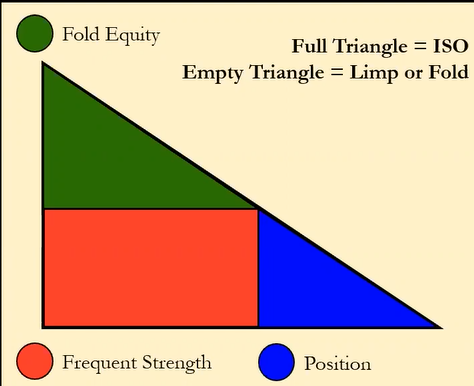 Fold Equity
Full Triangle = ISO
Empty Triangle = Limp or Fold
Frequent Strength
Position